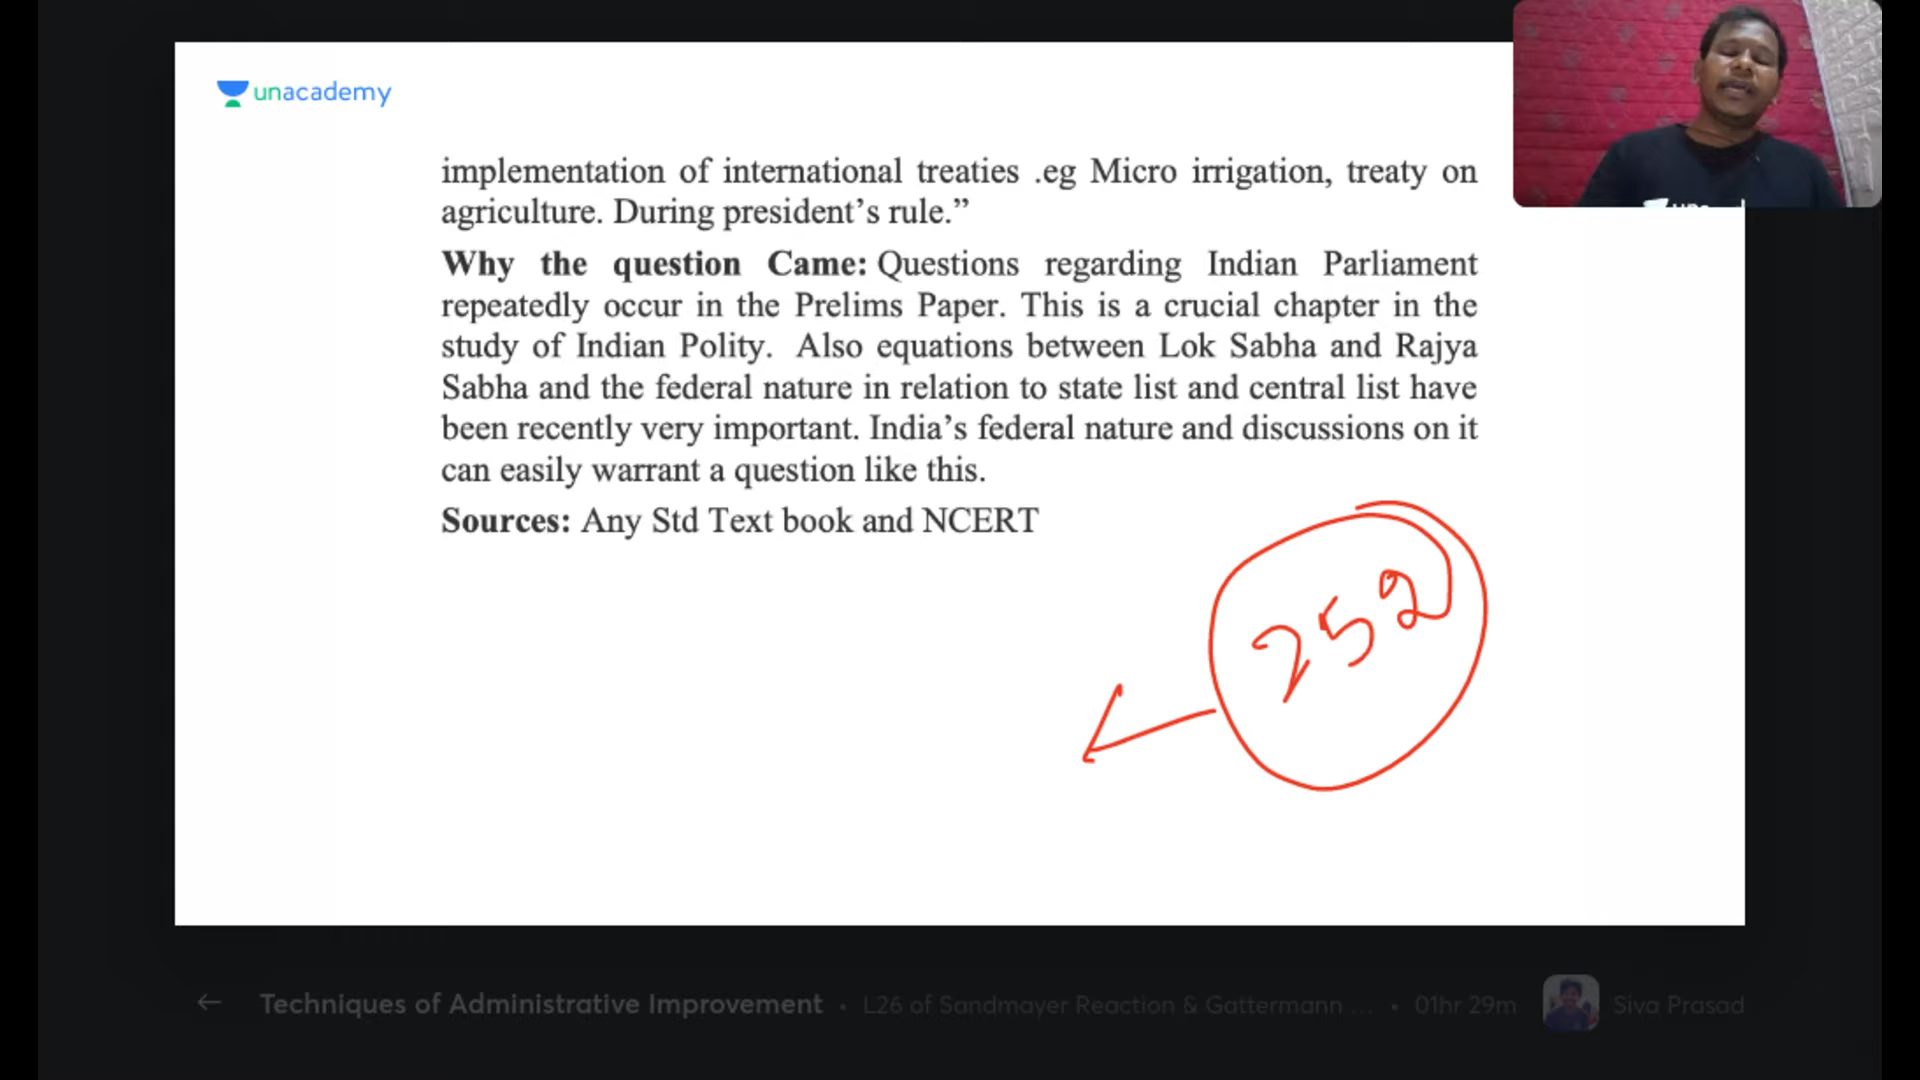 unacademy
implementation of international treaties .eg Micro irrigation, treaty on
agriculture. During president’s rule.”
Why the question Came: Questions regarding Indian Parliament
repeatedly occur in the Prelims Paper. This is a crucial chapter in the
study of Indian Polity. Also equations between Lok Sabha and Rajya
Sabha and the federal nature in relation to state list and central list have
been recently very important. India’s federal nature and discussions on it
can easily warrant a question like this.
Sources: Any Std Text book and NCERT
252
Techniques of Administrative Improvement • L26 of Sandmayer Reaction & Gattermann ... • 01hr 29m Siva Prasad